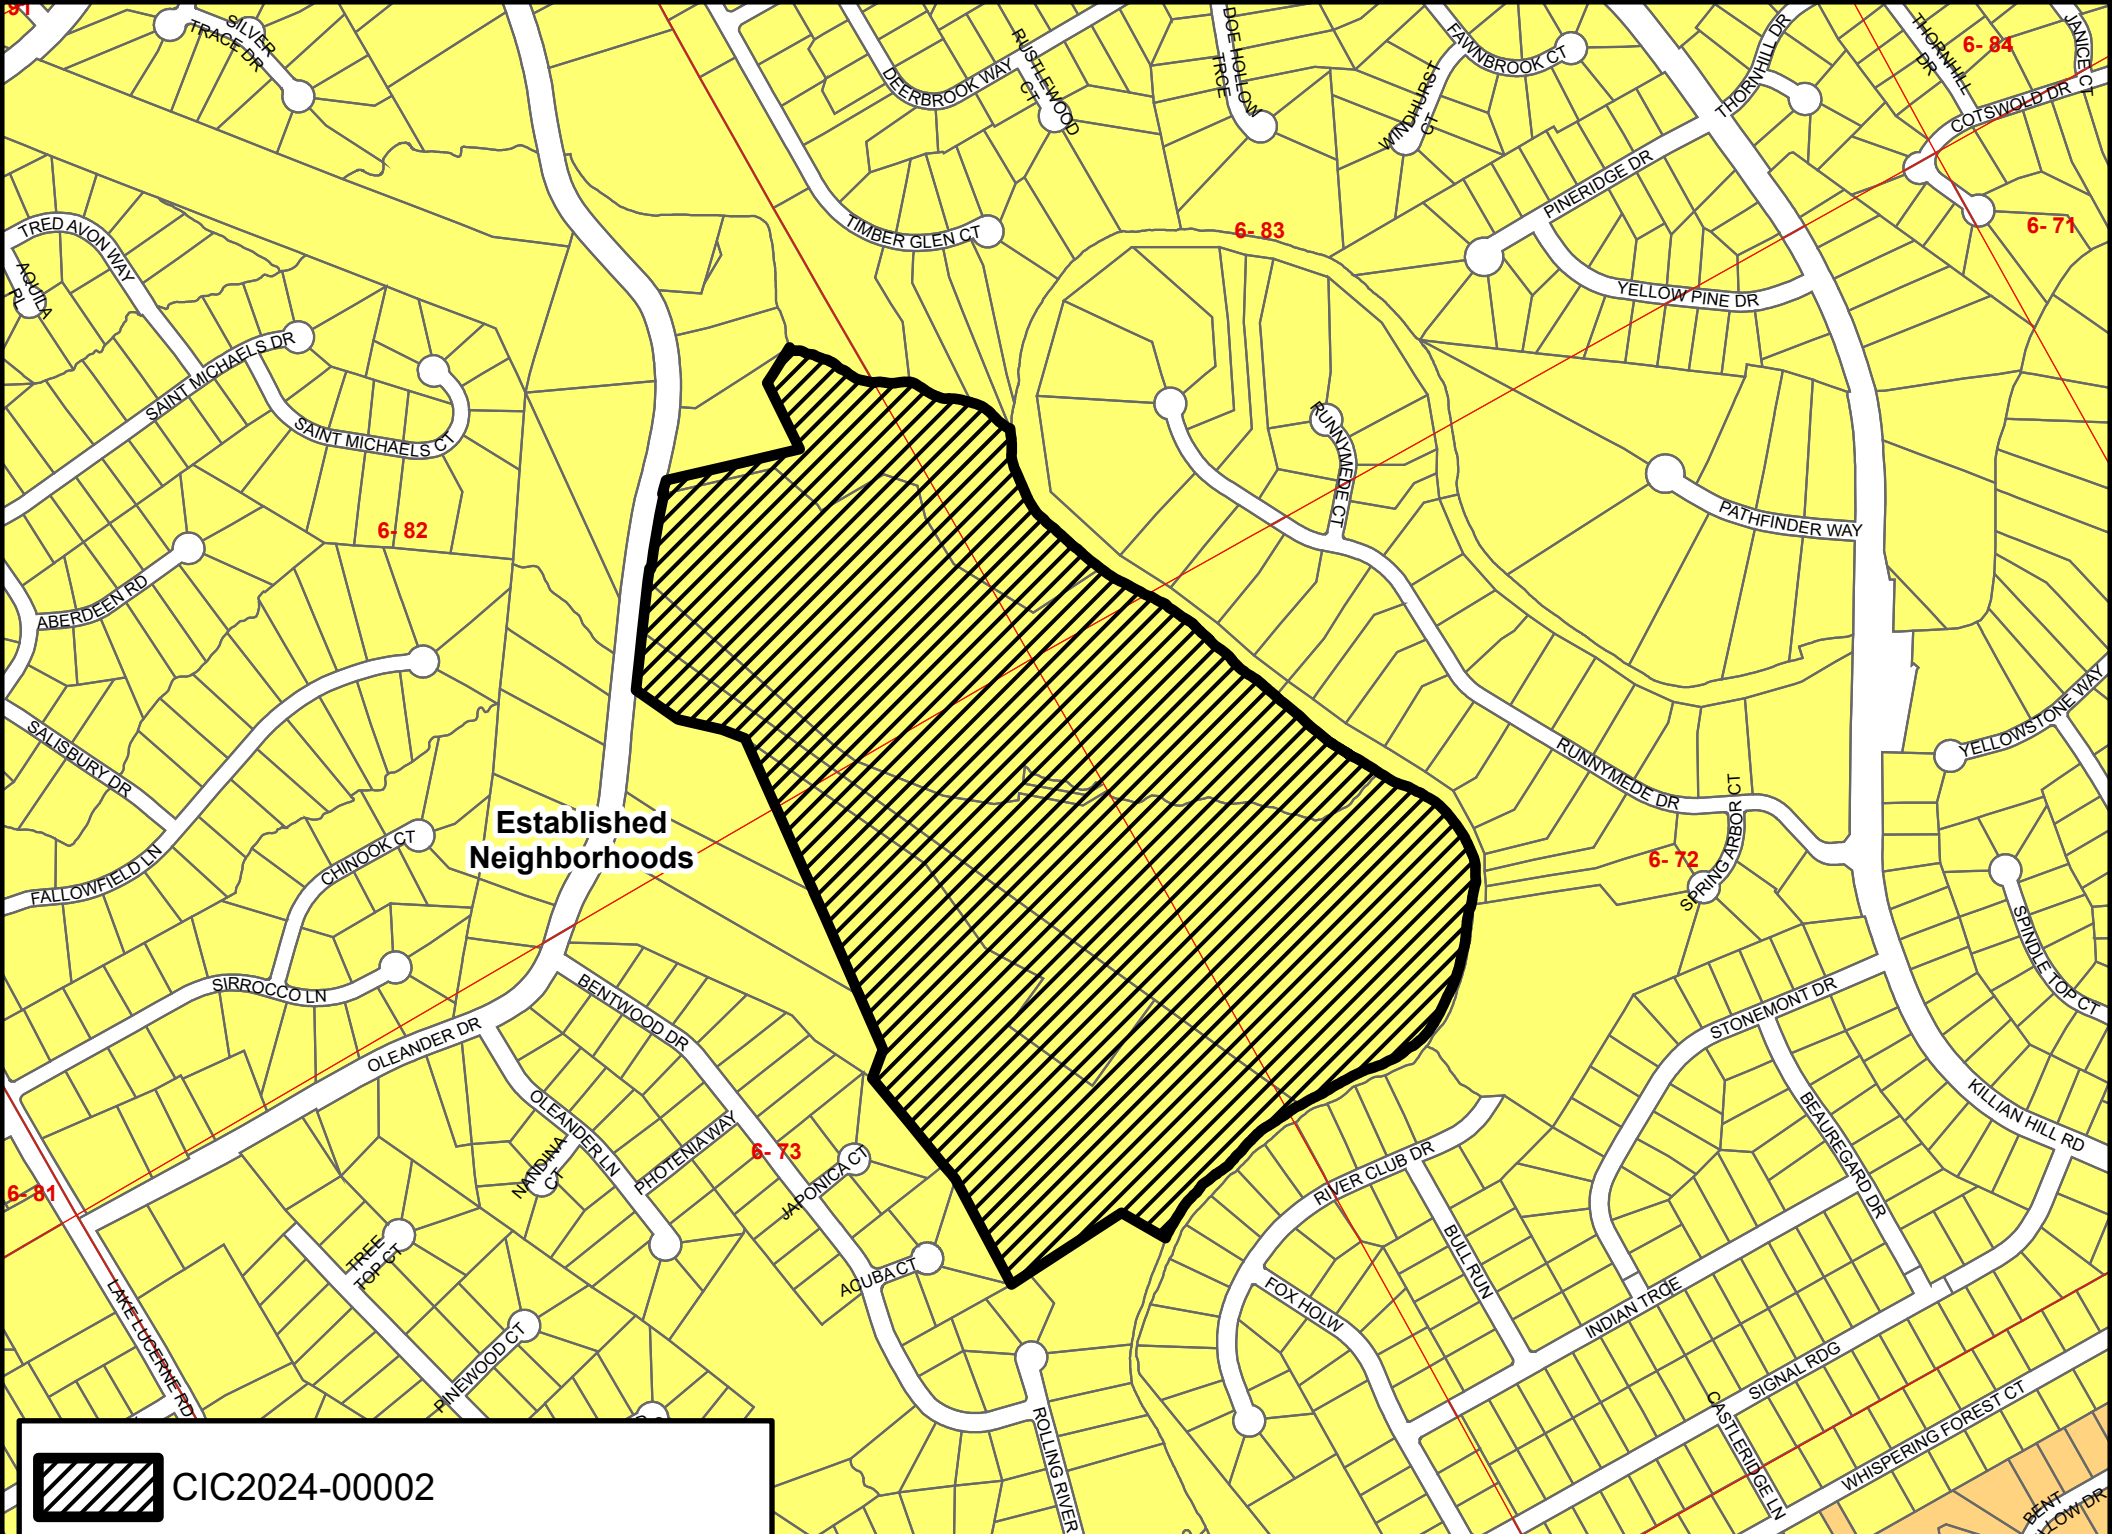 91
SILVER
TRACE DR
DEERBROOK WAY
RUSTLEWOOD
CT
DOE HOLLOW
TRCE
FAWNBROOK CT
WINDHURST
CT
THORNHILL DR
THORNHILL
DR
6- 84
JANICE CT
COTSWOLD DR
PINERIDGE DR
TRED AVON WAY
AQUILA
PL
TIMBER GLEN CT
6- 83
6- 71
YELLOW PINE DR
SAINT MICHAELS DR
SAINT MICHAELS CT
RUNNYMEDE CT
6- 82
PATHFINDER WAY
ABERDEEN RD
SALISBURY DR
YELLOWSTONE WAY
RUNNYMEDE DR
Established
Neighborhoods
SPRING ARBOR CT
6- 72
CHINOOK CT
FALLOWFIELD LN
SPINDLE TOP CT
SIRROCCO LN
BENTWOOD DR
STONEMONT DR
OLEANDER DR
OLEANDER LN
NANDINA
CT
PHOTENIA WAY
6- 73
JAPONICA CT
BEAUREGARD DR
KILLIAN HILL RD
6- 81
RIVER CLUB DR
TREE
TOP CT
ACUBA CT
BULL RUN
FOX HOLW
INDIAN TRCE
LAKE LUCERNE RD
PINEWOOD CT
SIGNAL RDG
ROLLING RIVER
CASTLERIDGE LN
WHISPERING FOREST CT
BENT
CIC2024-00002